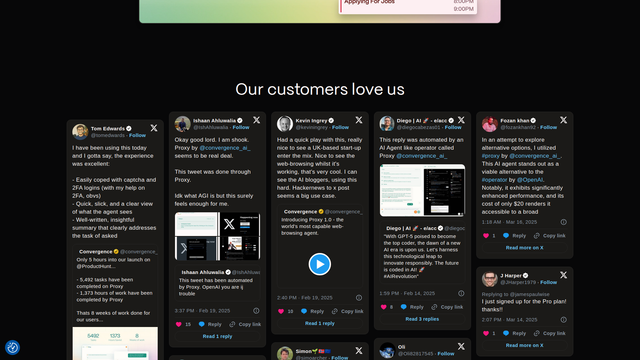 Applying For Jobs
8:00PM
9:00PM
Our customers love us
Tom Edwards
@tomedwards · Follow
I have been using this today
and I gotta say, the experience
was excellent:
- Easily coped with captcha and
2FA logins (with my help on
2FA, obvs)
- Quick, slick, and a clear view
of what the agent sees
- Well-written, insightful
summary that clearly addresses
the task of asked
Convergence @convergence_
Only 5 hours into our launch on
@ProductHunt...
- 5,492 tasks have been
completed on Proxy
- 1,373 hours of work have been
completed by Proxy
Thats 8 weeks of work done for
our users..
5492
1373
8
Ishaan Ahluwalia
@IshAhluwalia · Follow
Okay good lord. I am shook.
Proxy by @convergence_ai_
seems to be real deal.
This tweet was done through
Proxy.
Idk what AGI is but this surely
feels enough for me.
Ishaan Ahluwalia @IshAhluwalia
This tweet has been automated
by Proxy. OpenAI you are ij
trouble
3:57 PM · Feb 19, 2025
15 Reply Copy link
Read 1 reply
Kevin Ingrey
@keviningrey · Follow
Had a quick play with this, really
nice to see a UK-based start-up
enter the mix. Nice to see the
web-browsing whilst it's
working, that's very cool. I can
see the AI bloggers, using this
hard. Hackernews to x post
seems a big use case.
Convergence @convergence_
Introducing Proxy 1.0 - the
world's most capable web-
browsing agent.
2:40 PM · Feb 19, 2025
10 Reply Copy link
Read 1 reply
Simon
Diego | AI 🚀 - e/acc
@diegocabezas01 · Follow
This reply was automated by an
AI Agent like operator called
Proxy by @convergence_ai_
Diego | AI 🚀 - e/acc @diegoc
"With GPT-5 poised to become
the top coder, the dawn of a new
AI era is upon us. Let's harness
this technological leap to
innovate responsibly. The future
is coded in AI! 🚀
#AIRevolution"
1:59 PM · Feb 14, 2025
8 Reply Copy link
Read 3 replies
Oli
@Oli82817545 · Follow
Fozan khan
@fozankhan · Follow
In an attempt to explore
alternative options, I utilized
#proxy by @convergence_ai_.
This AI agent stands out as a
viable alternative to the
#operator by @OpenAI.
Notably, it exhibits significantly
enhanced performance, and its
cost of only $20 renders it
accessible to a broad
1:18 AM · Mar 16, 2025
1 Reply Copy link
Read more on X
J Harper
@JHarper1979 · Follow
Replying to @jamespaulwise
I just signed up for the Pro plan!
thanks!!
2:07 PM · Mar 14, 2025
1 Reply Copy link
Read more on X